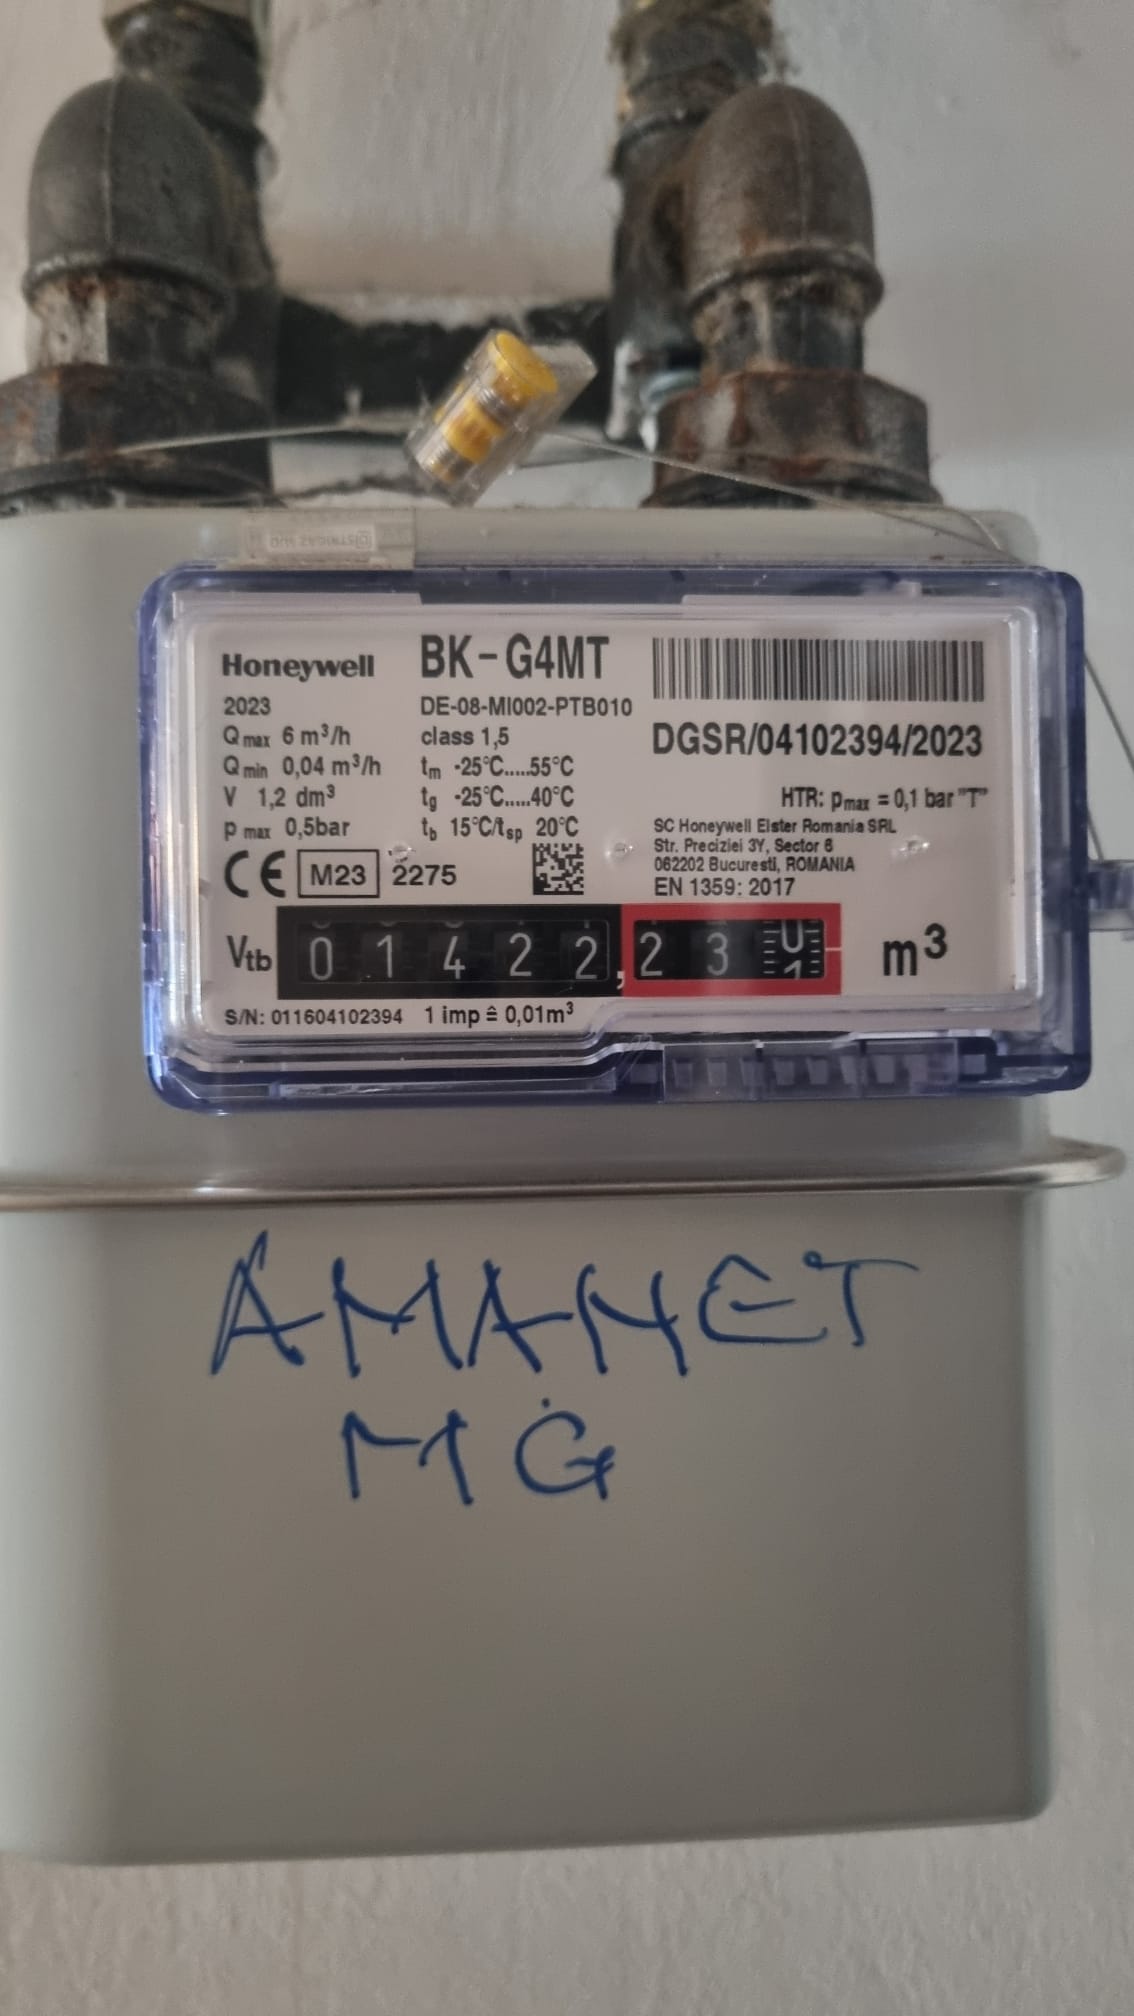 DISTRIGAZ SUD
Honeywell
BK-G4MT
2023
DE-08-MI002-PTB010
Qmax 6 m³/h
class 1,5
DGSR/04102394/2023
Qmin 0,04 m³/h
tm -25°C.....55°C
V 1,2 dm³
tg -25°C.....40°C
HTR: pmax = 0,1 bar "T"
p max 0,5bar
tb 15°C/tsp 20°C
SC Honeywell Elster Romania SRL
Str. Preciziei 3Y, Sector 6
062202 Bucuresti, ROMANIA
CE M23 2275
EN 1359: 2017
Vtb 01422,23 m³
S/N: 011604102394 1 imp ≙ 0,01m³
AMANET
MG